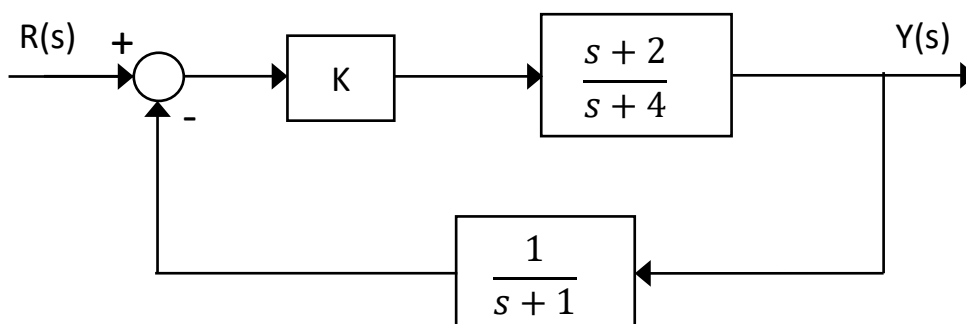 R(s)
+
-
K
s + 2
s + 4
Y(s)
1
s + 1